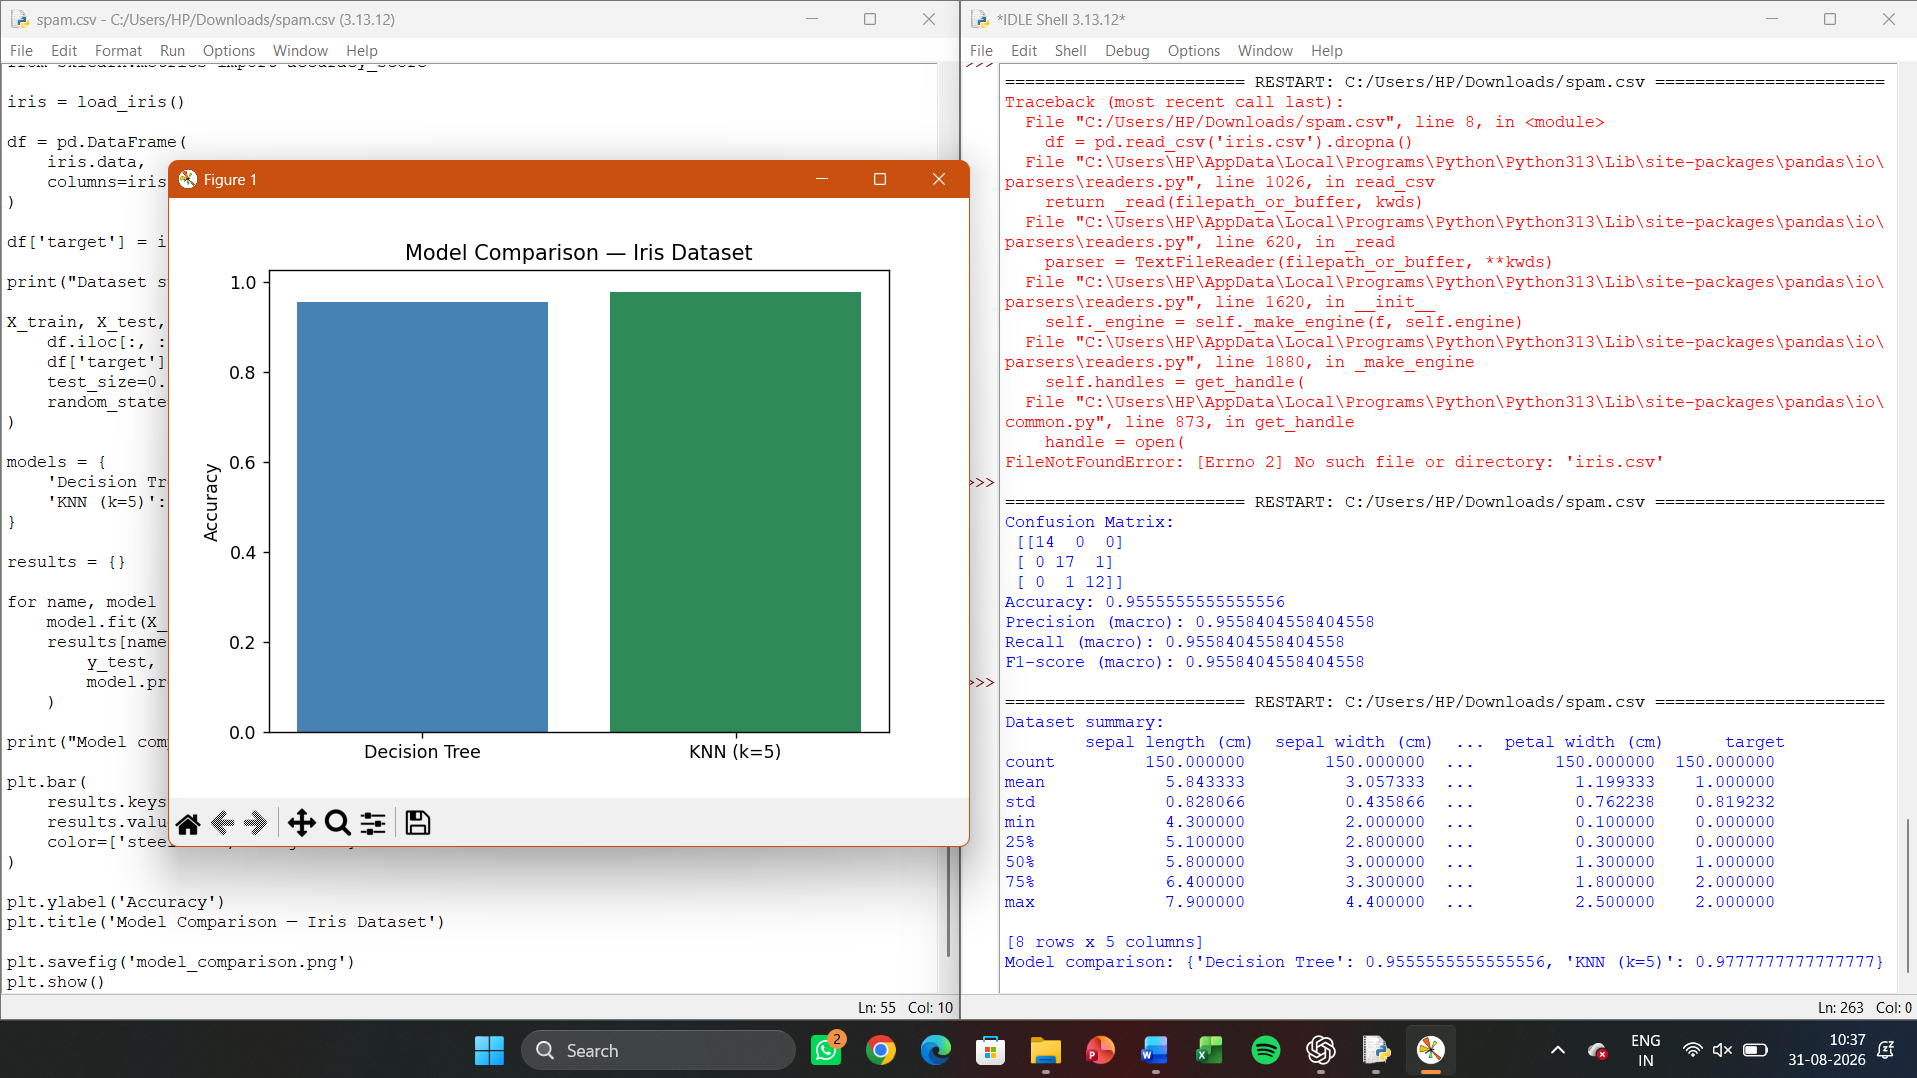 spam.csv - C:/Users/HP/Downloads/spam.csv (3.13.12)
File Edit Format Run Options Window Help
iris = load_iris()
df = pd.DataFrame(
iris.data,
columns=iris
)
df['target'] = i
print("Dataset s
X_train, X_test,
df.iloc[:, :
df['target']
test_size=0.
random_state
)
models = {
'Decision Tr
'KNN (k=5)':
}
results = {}
for name, model
model.fit(X_
results[name
y_test,
model.pr
)
print("Model com
plt.bar(
results.keys
results.valu
color=['steel
)
plt.ylabel('Accuracy')
plt.title('Model Comparison — Iris Dataset')
plt.savefig('model_comparison.png')
plt.show()
Ln: 55 Col: 10
Figure 1
Model Comparison — Iris Dataset
Accuracy
1.0
0.8
0.6
0.4
0.2
0.0
Decision Tree KNN (k=5)
*IDLE Shell 3.13.12*
File Edit Shell Debug Options Window Help
>>>
======================== RESTART: C:/Users/HP/Downloads/spam.csv =======================
Traceback (most recent call last):
File "C:/Users/HP/Downloads/spam.csv", line 8, in <module>
df = pd.read_csv('iris.csv').dropna()
File "C:\Users\HP\AppData\Local\Programs\Python\Python313\Lib\site-packages\pandas\io\
parsers\readers.py", line 1026, in read_csv
return _read(filepath_or_buffer, kwds)
File "C:\Users\HP\AppData\Local\Programs\Python\Python313\Lib\site-packages\pandas\io\
parsers\readers.py", line 620, in _read
parser = TextFileReader(filepath_or_buffer, **kwds)
File "C:\Users\HP\AppData\Local\Programs\Python\Python313\Lib\site-packages\pandas\io\
parsers\readers.py", line 1620, in __init__
self._engine = self._make_engine(f, self.engine)
File "C:\Users\HP\AppData\Local\Programs\Python\Python313\Lib\site-packages\pandas\io\
parsers\readers.py", line 1880, in _make_engine
self.handles = get_handle(
File "C:\Users\HP\AppData\Local\Programs\Python\Python313\Lib\site-packages\pandas\io\
common.py", line 873, in get_handle
handle = open(
FileNotFoundError: [Errno 2] No such file or directory: 'iris.csv'
>>>
======================== RESTART: C:/Users/HP/Downloads/spam.csv =======================
Confusion Matrix:
[[14 0 0]
[ 0 17 1]
[ 0 1 12]]
Accuracy: 0.9555555555555556
Precision (macro): 0.9558404558404558
Recall (macro): 0.9558404558404558
F1-score (macro): 0.9558404558404558
>>>
======================== RESTART: C:/Users/HP/Downloads/spam.csv =======================
Dataset summary:
sepal length (cm) sepal width (cm) ... petal width (cm) target
count 150.000000 150.000000 ... 150.000000 150.000000
mean 5.843333 3.057333 ... 1.199333 1.000000
std 0.828066 0.435866 ... 0.762238 0.819232
min 4.300000 2.000000 ... 0.100000 0.000000
25% 5.100000 2.800000 ... 0.300000 0.000000
50% 5.800000 3.000000 ... 1.300000 1.000000
75% 6.400000 3.300000 ... 1.800000 2.000000
max 7.900000 4.400000 ... 2.500000 2.000000
[8 rows x 5 columns]
Model comparison: {'Decision Tree': 0.9555555555555556, 'KNN (k=5)': 0.9777777777777777}
Ln: 263 Col: 0
Search
2
ENG
IN
10:37
31-08-2026